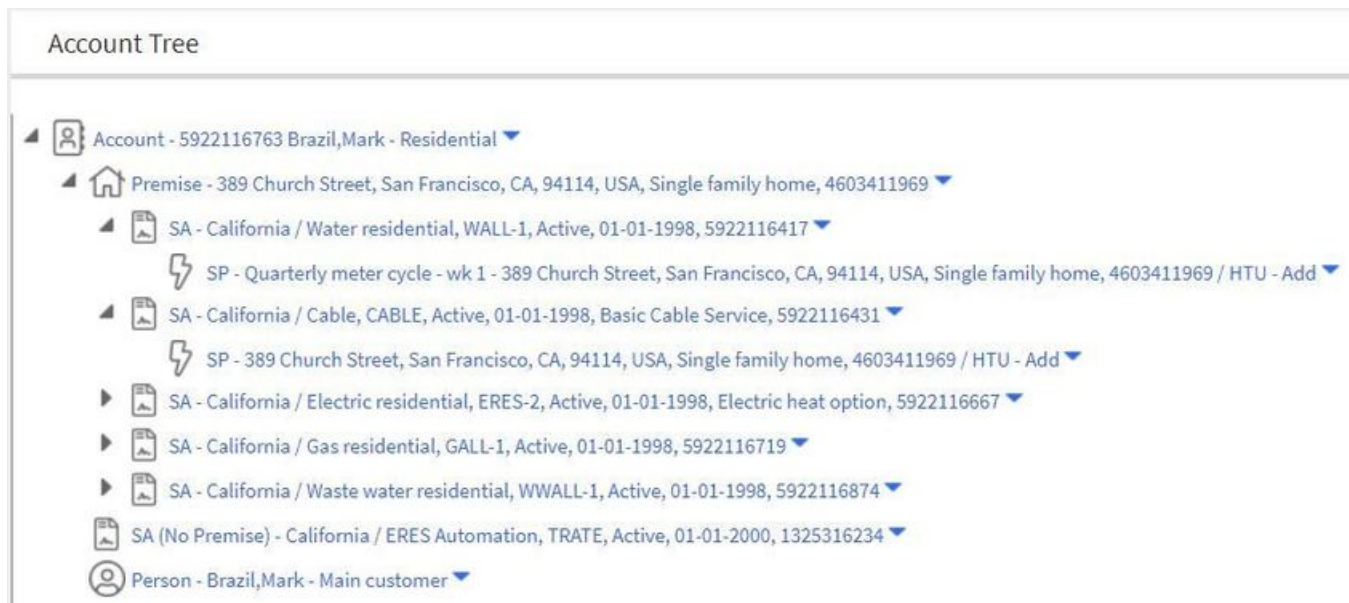 Account Tree
Account - 5922116763 Brazil,Mark - Residential
Premise - 389 Church Street, San Francisco, CA, 94114, USA, Single family home, 4603411969
SA - California / Water residential, WALL-1, Active, 01-01-1998, 5922116417
SP - Quarterly meter cycle - wk 1 - 389 Church Street, San Francisco, CA, 94114, USA, Single family home, 4603411969 / HTU - Add
SA - California / Cable, CABLE, Active, 01-01-1998, Basic Cable Service, 5922116431
SP - 389 Church Street, San Francisco, CA, 94114, USA, Single family home, 4603411969 / HTU - Add
SA - California / Electric residential, ERES-2, Active, 01-01-1998, Electric heat option, 5922116667
SA - California / Gas residential, GALL-1, Active, 01-01-1998, 5922116719
SA - California / Waste water residential, WWALL-1, Active, 01-01-1998, 5922116874
SA (No Premise) - California / ERES Automation, TRATE, Active, 01-01-2000, 1325316234
Person - Brazil,Mark - Main customer